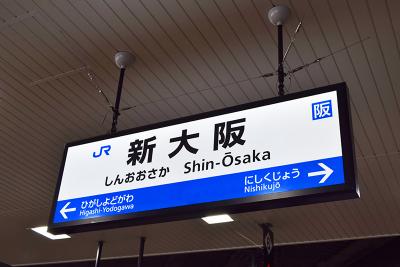 JR
阪
新大阪
しんおおさか Shin-Ōsaka
← ひがしよどがわ
Higashi-Yodogawa
にしくじょう →
Nishikujō